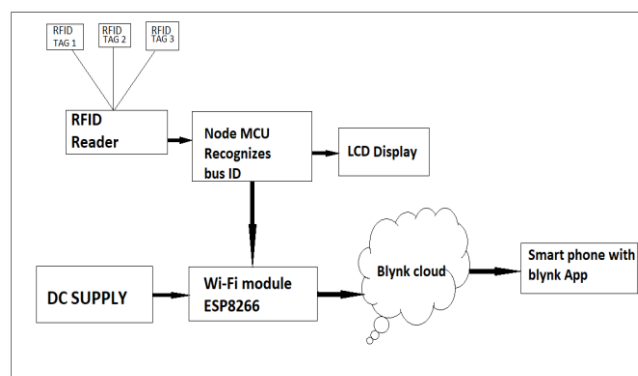 RFID
TAG 1
RFID
TAG 2
RFID
TAG 3
RFID
Reader
Node MCU
Recognizes
bus ID
LCD Display
DC SUPPLY
Wi-Fi module
ESP8266
Blynk cloud
Smart phone with
blynk App